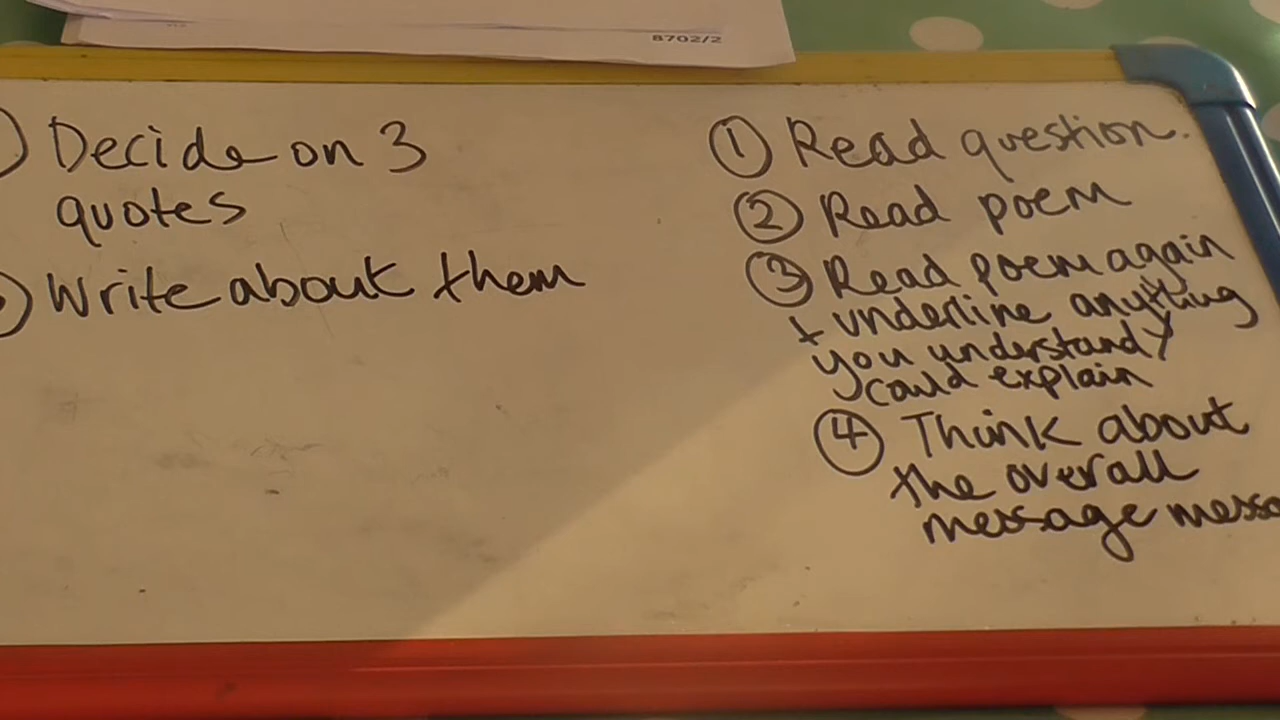 8702/2
Decide on 3
quotes
Write about them
① Read question.
② Read poem
③ Read poem again
+ underline anything
you understand/
could explain
④ Think about
the overall
message